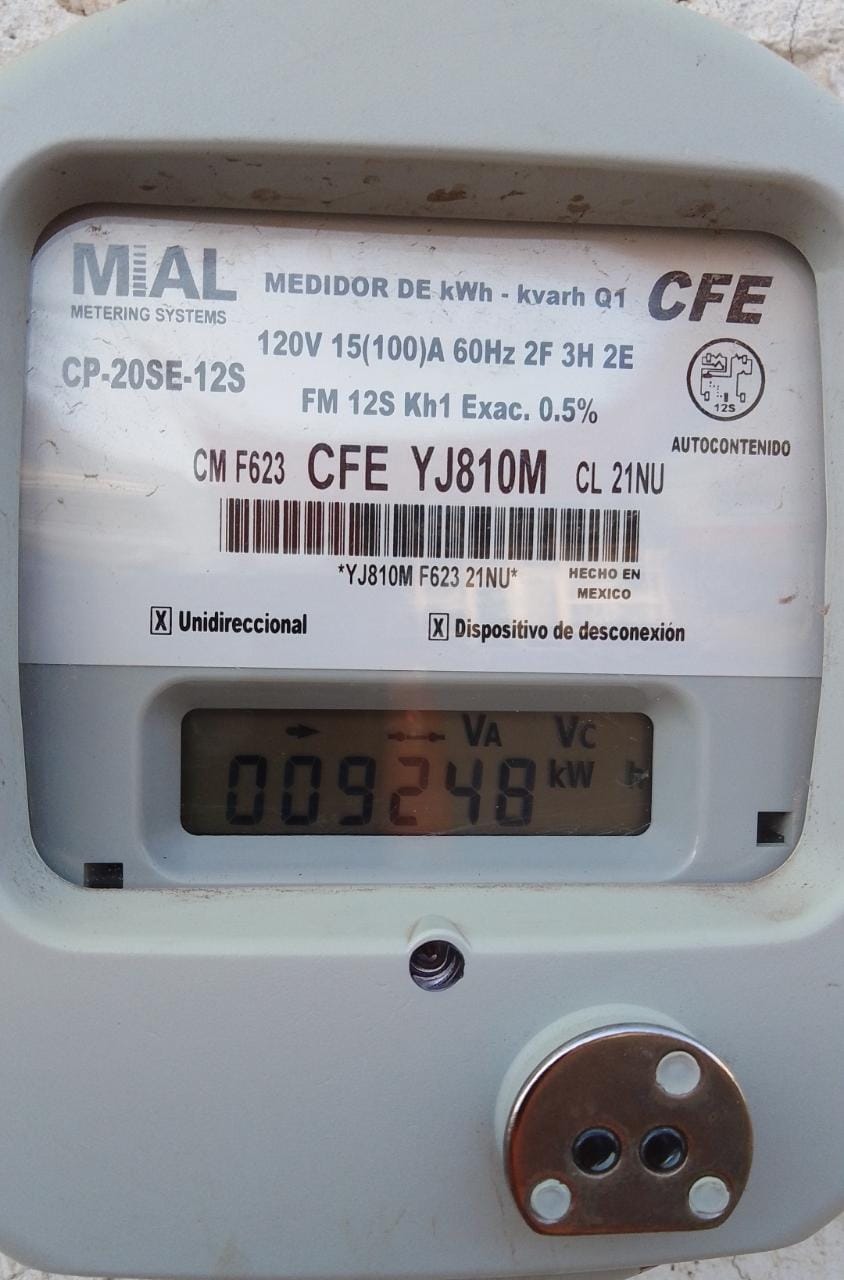 MIAL
METERING SYSTEMS
MEDIDOR DE kWh - kvarh Q1
CFE
120V 15(100)A 60Hz 2F 3H 2E
CP-20SE-12S
FM 12S Kh1 Exac. 0.5%
12S
AUTOCONTENIDO
CM F623 CFE YJ810M CL 21NU
*YJ810M F623 21NU*
HECHO EN
MEXICO
X Unidireccional
X Dispositivo de desconexión
VA VC
009248 kW h